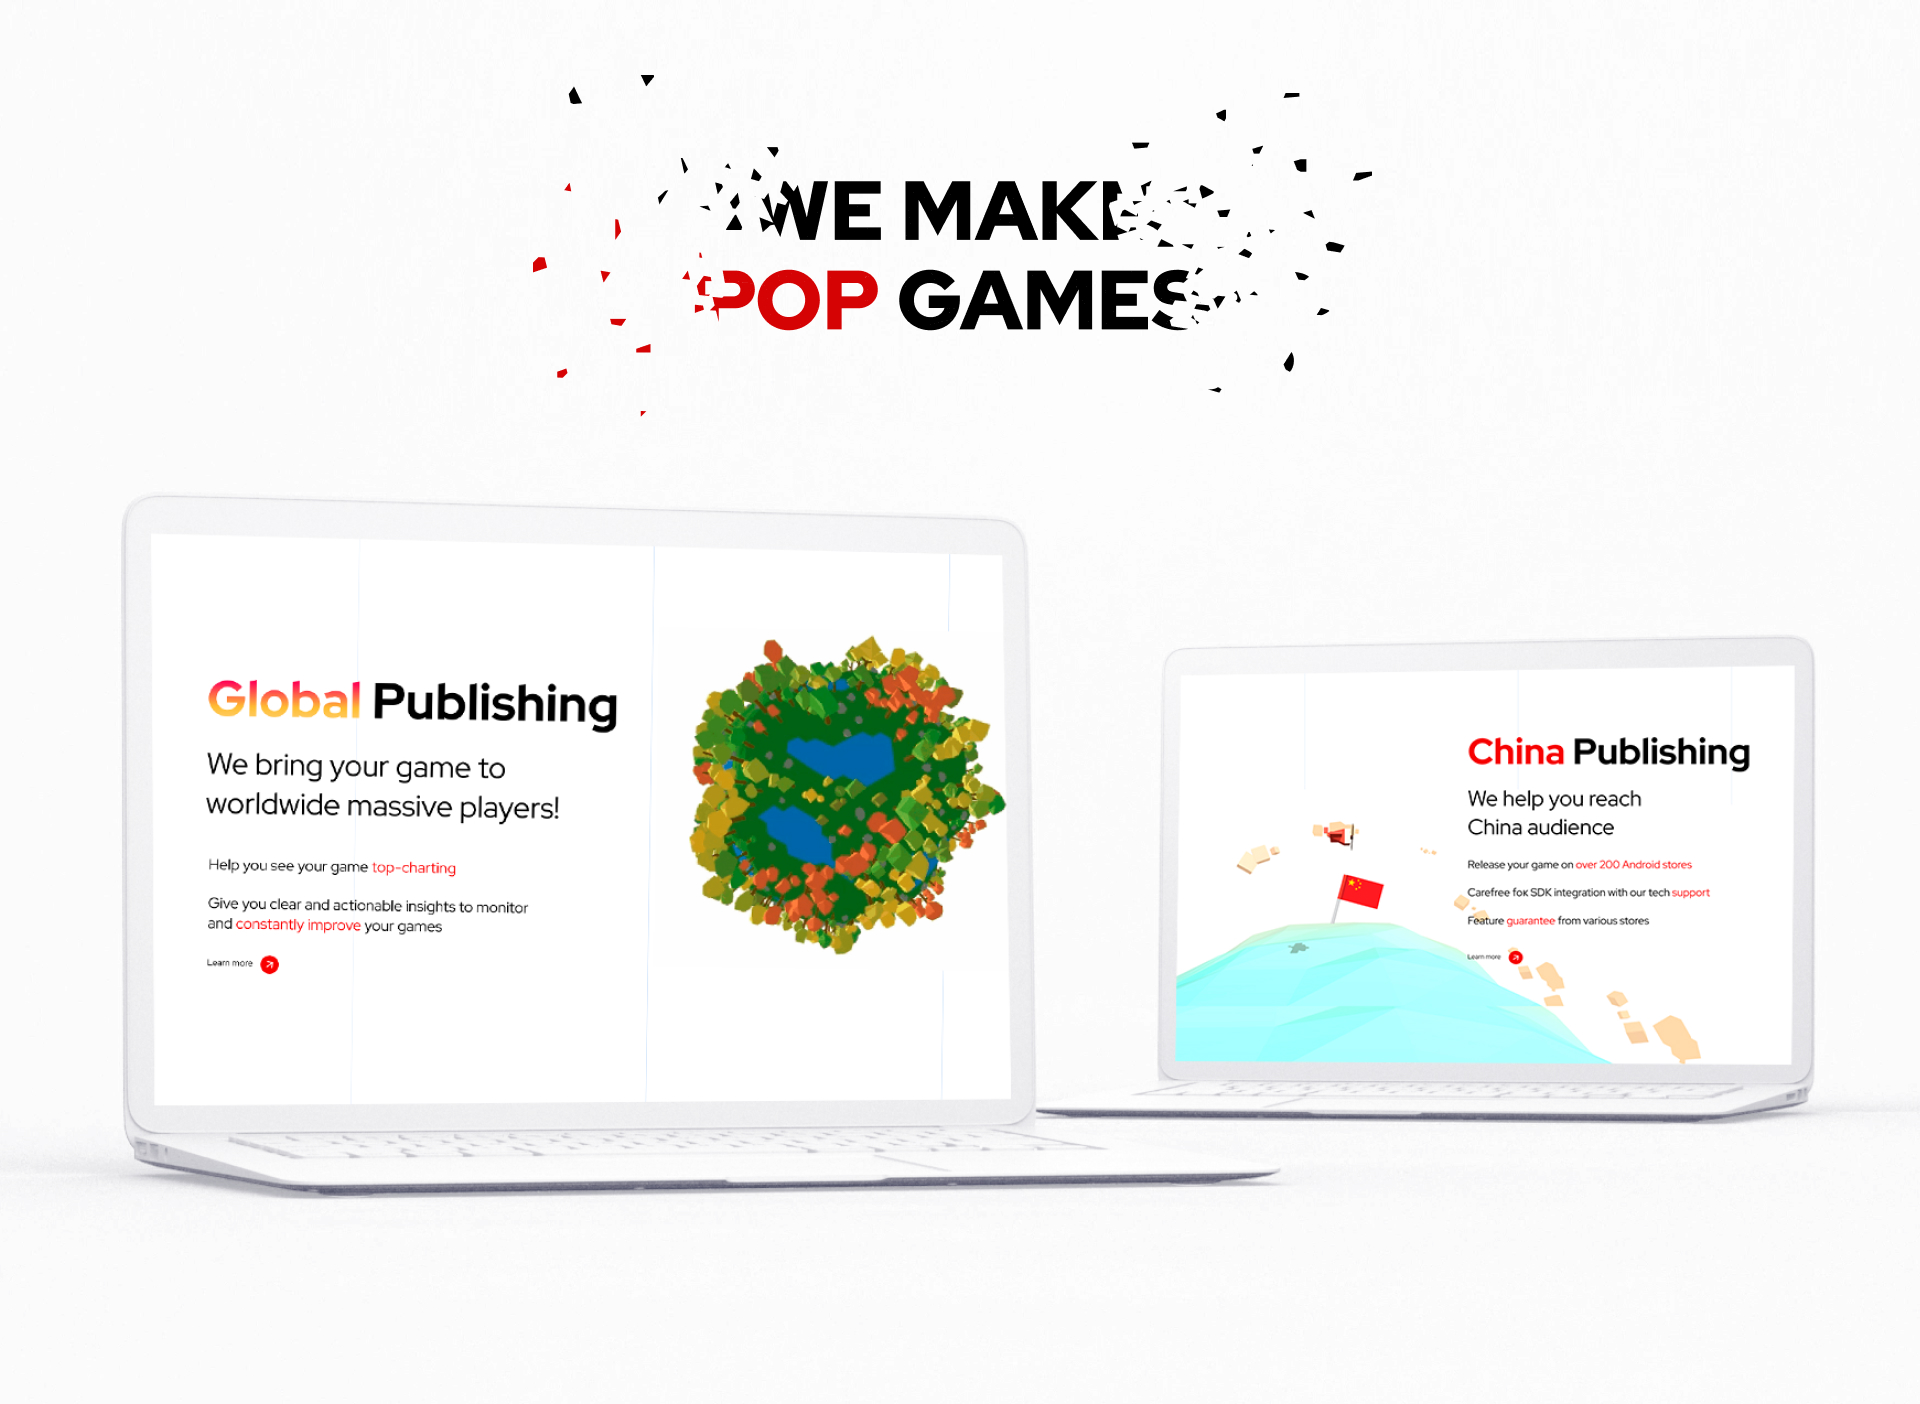 WE MAKE
POP GAMES
Global Publishing
We bring your game to
worldwide massive players!
Help you see your game top-charting
Give you clear and actionable insights to monitor
and constantly improve your games
Learn more
China Publishing
We help you reach
China audience
Release your game on over 200 Android stores
Carefree fox SDK integration with our tech support
Feature guarantee from various stores
Learn more